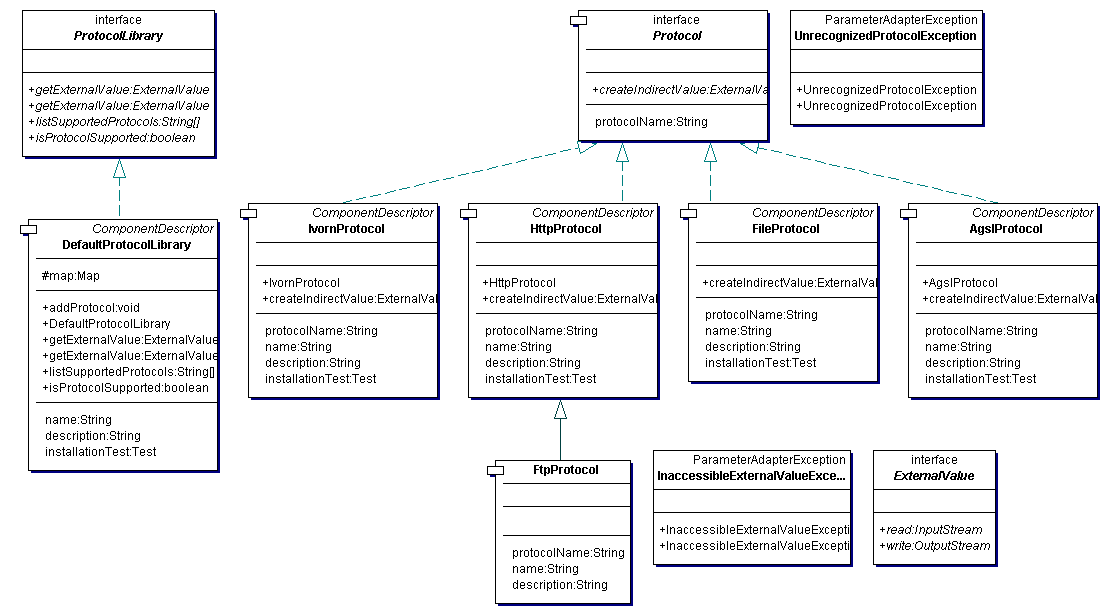 interface
ProtocolLibrary
+getExternalValue:ExternalValue
+getExternalValue:ExternalValue
+listSupportedProtocols:String[]
+isProtocolSupported:boolean
interface
Protocol
+createIndirectValue:ExternalVa
protocolName:String
ParameterAdapterException
UnrecognizedProtocolException
+UnrecognizedProtocolException
+UnrecognizedProtocolException
ComponentDescriptor
DefaultProtocolLibrary
#map:Map
+addProtocol:void
+DefaultProtocolLibrary
+getExternalValue:ExternalValue
+getExternalValue:ExternalValue
+listSupportedProtocols:String[]
+isProtocolSupported:boolean
name:String
description:String
installationTest:Test
ComponentDescriptor
IvornProtocol
+IvornProtocol
+createIndirectValue:ExternalVal
protocolName:String
name:String
description:String
installationTest:Test
ComponentDescriptor
HttpProtocol
+HttpProtocol
+createIndirectValue:ExternalVal
protocolName:String
name:String
description:String
installationTest:Test
ComponentDescriptor
FileProtocol
+createIndirectValue:ExternalVal
protocolName:String
name:String
description:String
installationTest:Test
ComponentDescriptor
AgslProtocol
+AgslProtocol
+createIndirectValue:ExternalVal
protocolName:String
name:String
description:String
installationTest:Test
FtpProtocol
protocolName:String
name:String
description:String
ParameterAdapterException
InaccessibleExternalValueExce...
+InaccessibleExternalValueExcepti
+InaccessibleExternalValueExcepti
interface
ExternalValue
+read:InputStream
+write:OutputStream